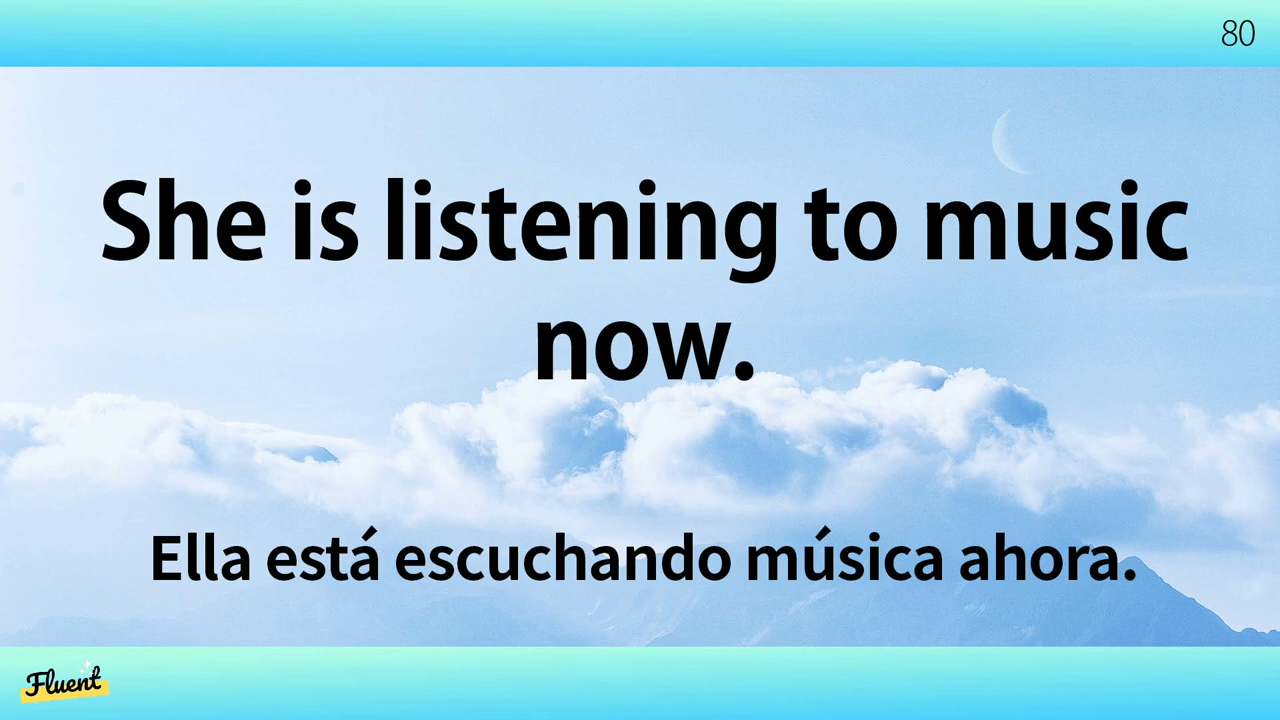 80
She is listening to music
now.
Ella está escuchando música ahora.
Fluent